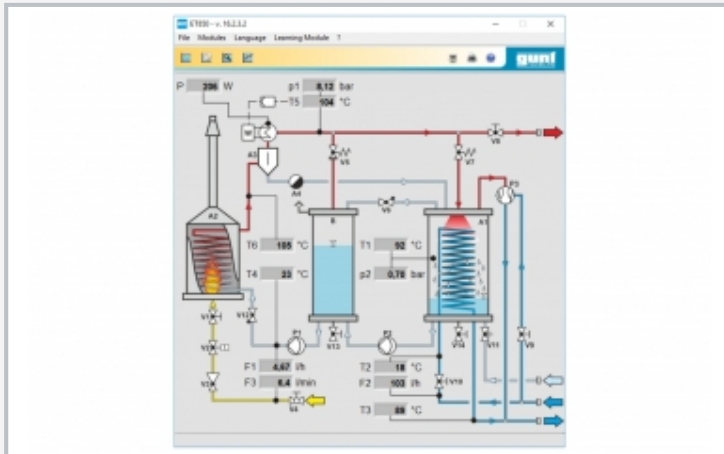 ET850 - v. 16.2.3.2
File Modules Language Learning Module ?
gunt
P 206 W
p1 8,12 bar
T5 104 °C
W
V8
A3
V6
V7
A4
P3
A2
V5
B
A1
T6 105 °C
T1 92 °C
T4 23 °C
p2 0,78 bar
V1
V12
P1
V13
P2
V14
V11
V9
V2
F1 4,67 l/h
T2 18 °C
F3 6,4 l/min
F2 103 l/h
V10
V3
T3 89 °C
V4